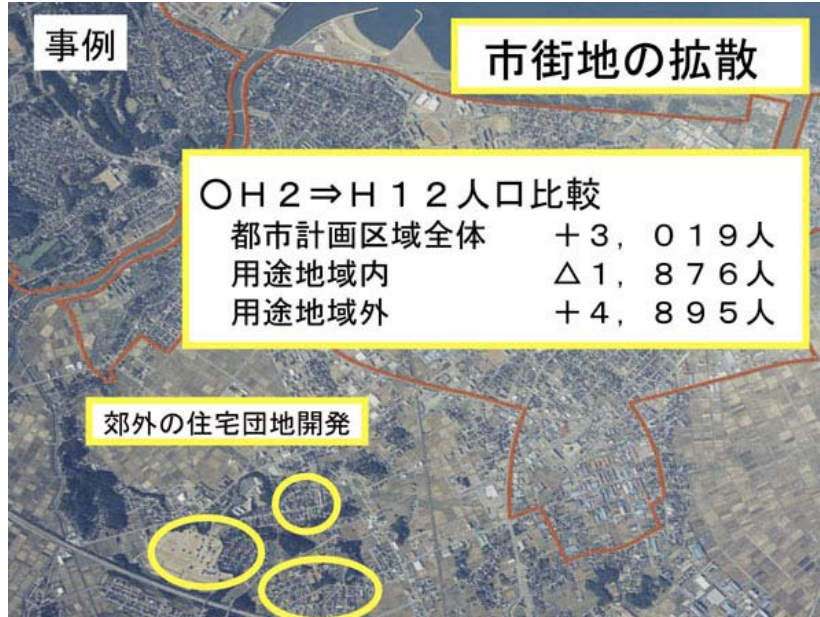 事例
市街地の拡散
〇H2⇒H12人口比較
都市計画区域全体 +3,019人
用途地域内 △1,876人
用途地域外 +4,895人
郊外の住宅団地開発